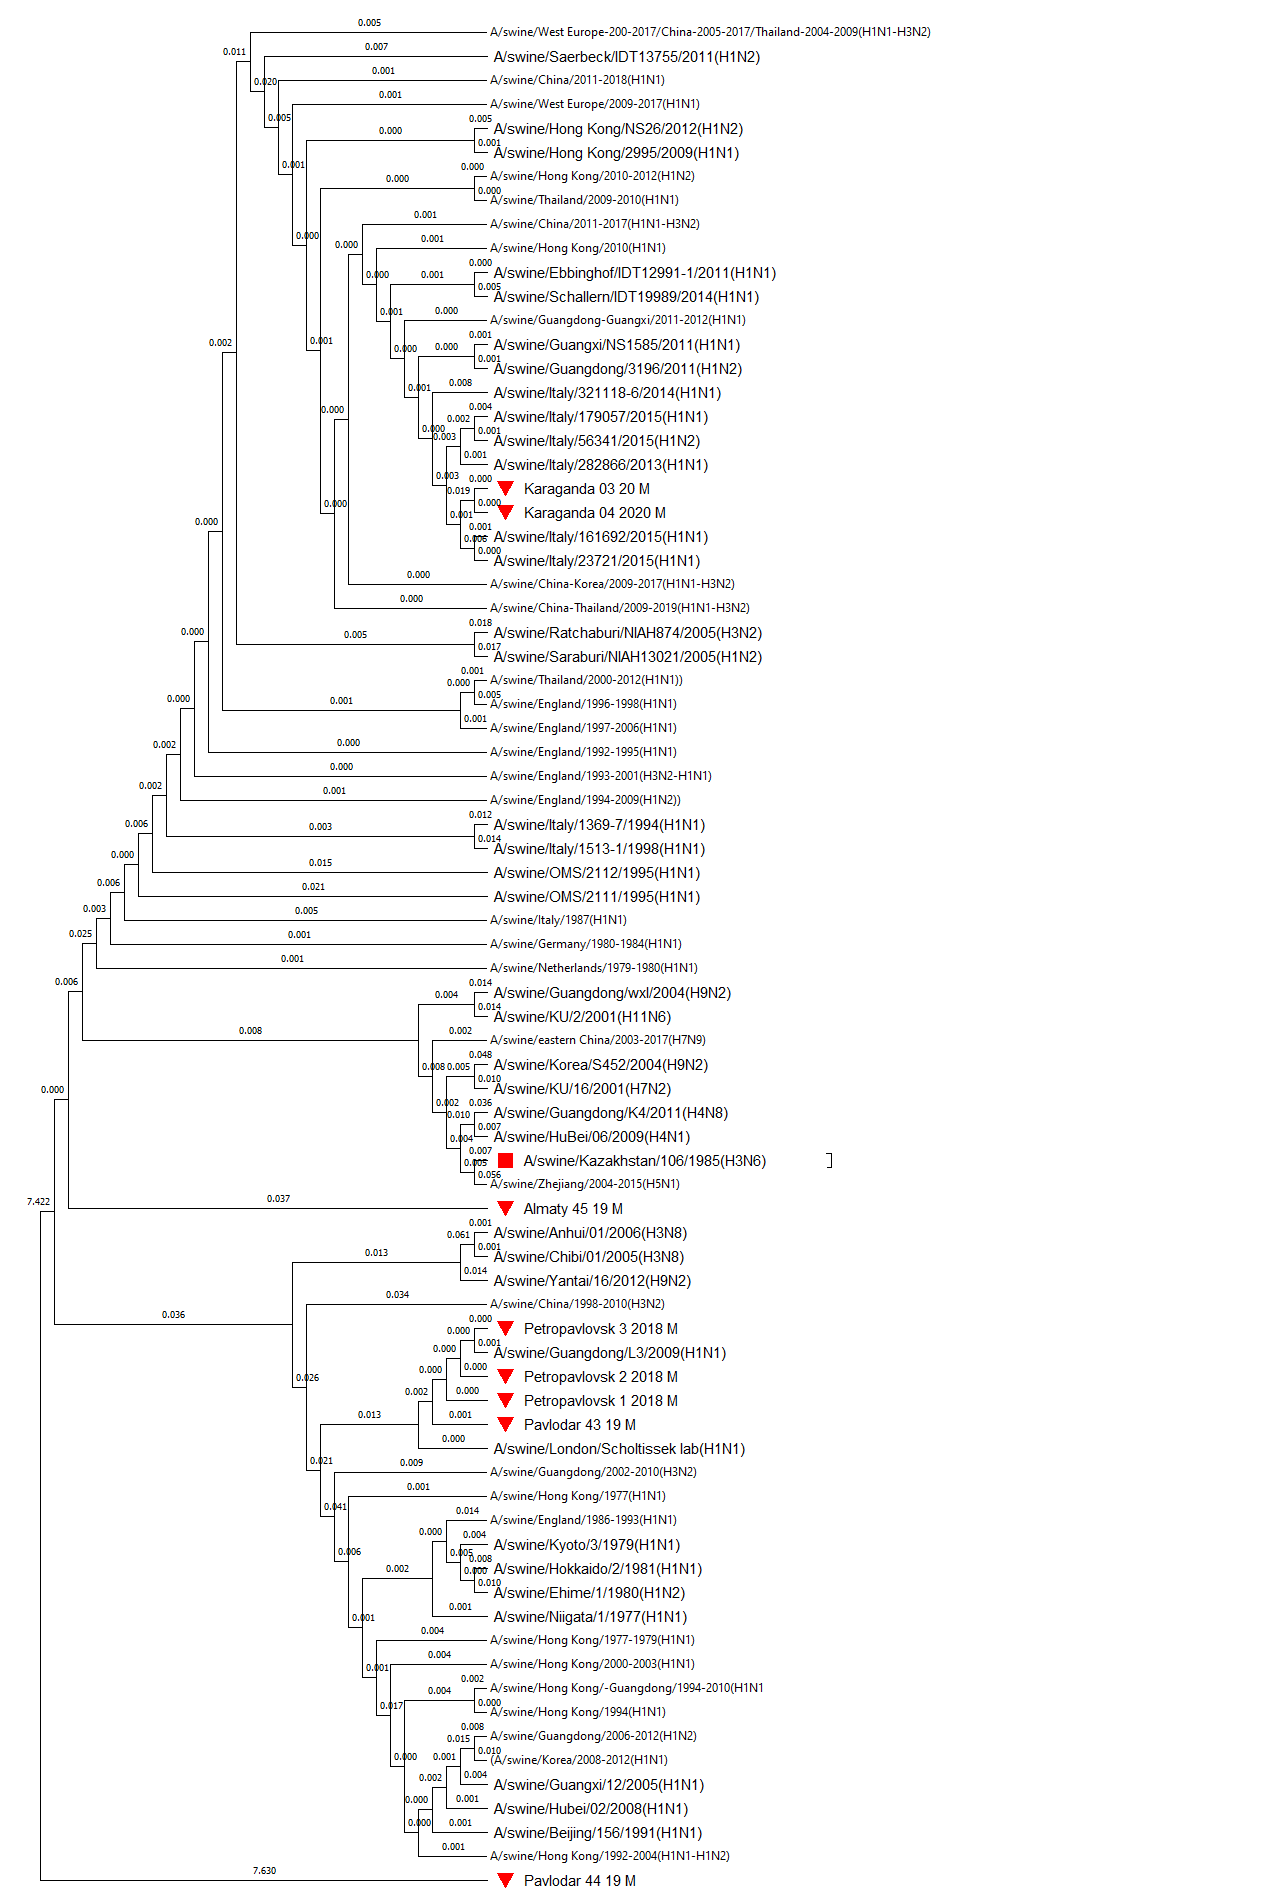 0.005
A/swine/West Europe-200-2017/China-2005-2017/Thailand-2004-2009(H1N1-H3N2)
0.011
0.007
A/swine/Saerbeck/IDT13755/2011(H1N2)
0.020
0.001
A/swine/China/2011-2018(H1N1)
0.005
0.001
A/swine/West Europe/2009-2017(H1N1)
0.001
0.000
0.005
A/swine/Hong Kong/NS26/2012(H1N2)
0.001
A/swine/Hong Kong/2995/2009(H1N1)
0.000
0.000
0.000
A/swine/Hong Kong/2010-2012(H1N2)
0.000
A/swine/Thailand/2009-2010(H1N1)
0.001
0.000
0.001
A/swine/China/2011-2017(H1N1-H3N2)
0.000
0.001
A/swine/Hong Kong/2010(H1N1)
0.001
0.001
0.000
A/swine/Ebbinghof/IDT12991-1/2011(H1N1)
0.005
A/swine/Schallern/IDT19989/2014(H1N1)
0.000
0.000
A/swine/Guangdong-Guangxi/2011-2012(H1N1)
0.001
0.000
0.001
A/swine/Guangxi/NS1585/2011(H1N1)
0.001
A/swine/Guangdong/3196/2011(H1N2)
0.002
0.000
0.008
A/swine/Italy/321118-6/2014(H1N1)
0.000
0.003
0.002
0.004
A/swine/Italy/179057/2015(H1N1)
0.001
A/swine/Italy/56341/2015(H1N2)
0.001
A/swine/Italy/282866/2013(H1N1)
0.003
0.019
0.000
Karaganda 03 20 M
0.000
Karaganda 04 2020 M
0.001
0.001
A/swine/Italy/161692/2015(H1N1)
0.006
0.000
A/swine/Italy/23721/2015(H1N1)
0.000
0.000
A/swine/China-Korea/2009-2017(H1N1-H3N2)
0.000
A/swine/China-Thailand/2009-2019(H1N1-H3N2)
0.000
0.005
0.018
A/swine/Ratchaburi/NIAH874/2005(H3N2)
0.017
A/swine/Saraburi/NIAH13021/2005(H1N2)
0.000
0.001
0.000
0.001
A/swine/Thailand/2000-2012(H1N1))
0.005
A/swine/England/1996-1998(H1N1)
0.001
A/swine/England/1997-2006(H1N1)
0.000
0.000
A/swine/England/1992-1995(H1N1)
0.002
0.000
A/swine/England/1993-2001(H3N2-H1N1)
0.002
0.001
A/swine/England/1994-2009(H1N2))
0.006
0.003
0.012
A/swine/Italy/1369-7/1994(H1N1)
0.014
A/swine/Italy/1513-1/1998(H1N1)
0.000
0.015
A/swine/OMS/2112/1995(H1N1)
0.006
0.021
A/swine/OMS/2111/1995(H1N1)
0.003
0.005
A/swine/Italy/1987(H1N1)
0.025
0.001
A/swine/Germany/1980-1984(H1N1)
0.001
A/swine/Netherlands/1979-1980(H1N1)
0.006
0.008
0.004
0.014
A/swine/Guangdong/wxl/2004(H9N2)
0.014
A/swine/KU/2/2001(H11N6)
0.008
0.002
A/swine/eastern China/2003-2017(H7N9)
0.002
0.005
0.048
A/swine/Korea/S452/2004(H9N2)
0.010
A/swine/KU/16/2001(H7N2)
0.004
0.010
0.036
A/swine/Guangdong/K4/2011(H4N8)
0.007
A/swine/HuBei/06/2009(H4N1)
0.005
0.007
A/swine/Kazakhstan/106/1985(H3N6)
0.056
A/swine/Zhejiang/2004-2015(H5N1)
0.000
0.037
Almaty 45 19 M
7.422
0.036
0.013
0.061
0.001
A/swine/Anhui/01/2006(H3N8)
0.001
A/swine/Chibi/01/2005(H3N8)
0.014
A/swine/Yantai/16/2012(H9N2)
0.026
0.034
A/swine/China/1998-2010(H3N2)
0.021
0.013
0.002
0.000
0.000
0.000
Petropavlovsk 3 2018 M
0.001
A/swine/Guangdong/L3/2009(H1N1)
0.000
Petropavlovsk 2 2018 M
0.000
Petropavlovsk 1 2018 M
0.001
Pavlodar 43 19 M
0.000
A/swine/London/Scholtissek lab(H1N1)
0.041
0.009
A/swine/Guangdong/2002-2010(H3N2)
0.006
0.001
A/swine/Hong Kong/1977(H1N1)
0.001
0.002
0.000
0.014
A/swine/England/1986-1993(H1N1)
0.005
0.004
A/swine/Kyoto/3/1979(H1N1)
0.000
0.008
A/swine/Hokkaido/2/1981(H1N1)
0.010
A/swine/Ehime/1/1980(H1N2)
0.001
A/swine/Niigata/1/1977(H1N1)
0.001
0.004
A/swine/Hong Kong/1977-1979(H1N1)
0.017
0.004
A/swine/Hong Kong/2000-2003(H1N1)
0.000
0.004
0.002
A/swine/Hong Kong/-Guangdong/1994-2010(H1N1
0.000
A/swine/Hong Kong/1994(H1N1)
0.000
0.000
0.002
0.001
0.015
0.008
A/swine/Guangdong/2006-2012(H1N2)
0.010
(A/swine/Korea/2008-2012(H1N1)
0.004
A/swine/Guangxi/12/2005(H1N1)
0.001
A/swine/Hubei/02/2008(H1N1)
0.001
A/swine/Beijing/156/1991(H1N1)
0.001
A/swine/Hong Kong/1992-2004(H1N1-H1N2)
7.630
Pavlodar 44 19 M